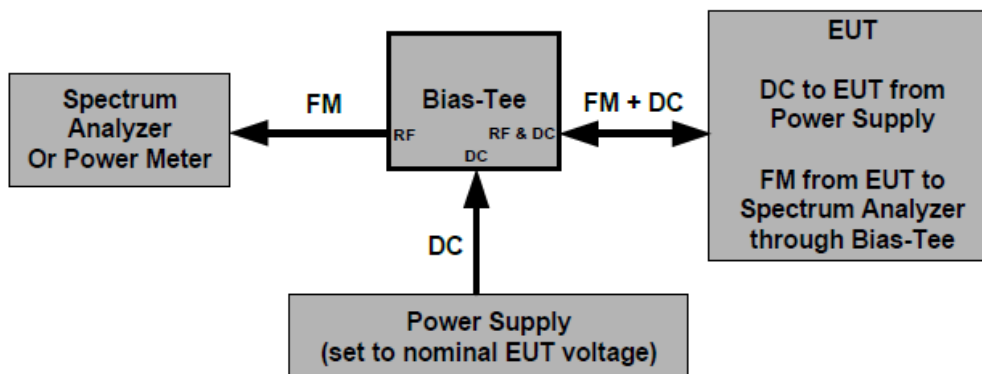 Spectrum
Analyzer
Or Power Meter
FM
Bias-Tee
RF
RF & DC
DC
FM + DC
EUT
DC to EUT from
Power Supply
FM from EUT to
Spectrum Analyzer
through Bias-Tee
DC
Power Supply
(set to nominal EUT voltage)